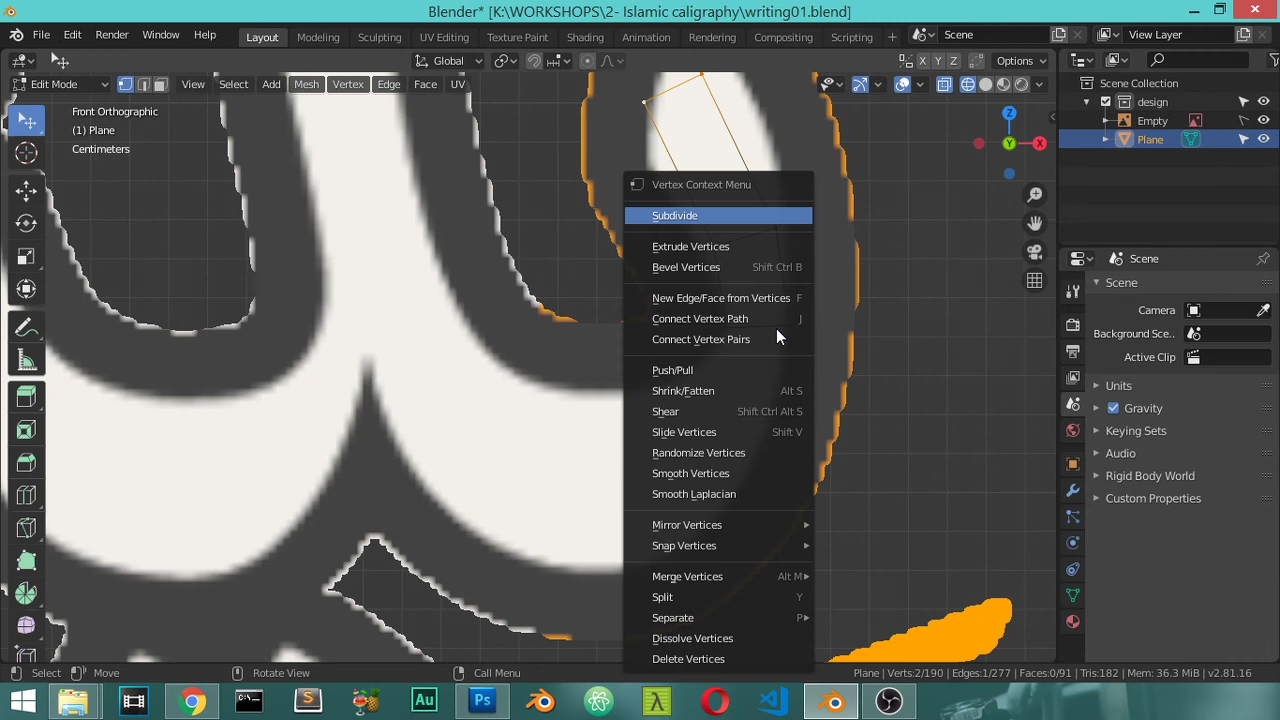 Blender* [K:\WORKSHOPS\2- Islamic caligraphy\writing01.blend]
File Edit Render Window Help Layout Modeling Sculpting UV Editing Texture Paint Shading Animation Rendering Compositing Scripting + Scene View Layer
Global X Y Z Options
Edit Mode View Select Add Mesh Vertex Edge Face UV
Scene Collection
design
Empty
Plane
Front Orthographic
(1) Plane
Centimeters
Z
Y
X
Vertex Context Menu
Subdivide
Extrude Vertices
Bevel Vertices Shift Ctrl B
New Edge/Face from Vertices F
Connect Vertex Path J
Connect Vertex Pairs
Push/Pull
Shrink/Fatten Alt S
Shear Shift Ctrl Alt S
Slide Vertices Shift V
Randomize Vertices
Smooth Vertices
Smooth Laplacian
Mirror Vertices
Snap Vertices
Merge Vertices Alt M
Split Y
Separate P
Dissolve Vertices
Delete Vertices
Scene
Scene
Camera
Background Sce..
Active Clip
Units
Gravity
Keying Sets
Audio
Rigid Body World
Custom Properties
Select Move Rotate View Call Menu Plane | Verts:2/190 | Edges:1/277 | Faces:0/91 | Tris:182 | Mem: 36.3 MiB | v2.81.16
Au Ps